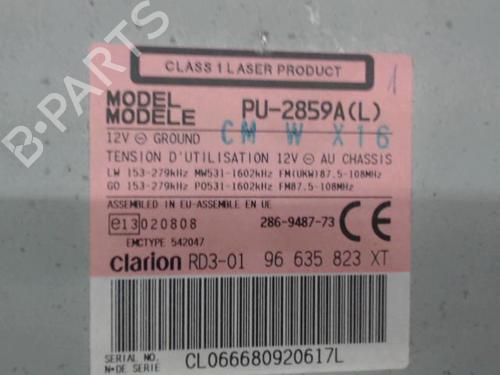 CLASS 1 LASER PRODUCT
1
MODEL PU-2859A(L)
MODELE
CM W X16
12V ⊖ GROUND
TENSION D'UTILISATION 12V ⊖ AU CHASSIS
LW 153-279kHz MW531-1602kHz FM(UKW)87.5-108MHz
GO 153-279kHz PO531-1602kHz FM87.5-108MHz
ASSEMBLED IN EU-ASSEMBLE EN UE
e13 020808 286-9487-73 CE
EMCTYPE 542047
clarion RD3-01 96 635 823 XT
SERIAL NO.
N° DE SERIE CL066680920617L
B-PARTS